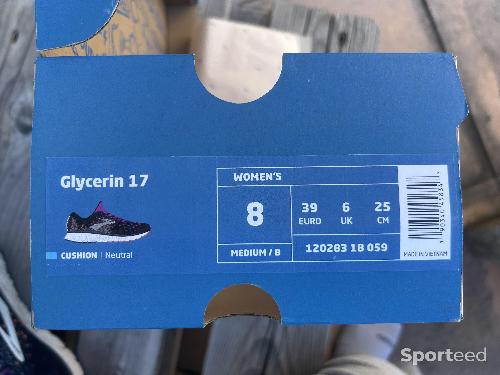 Glycerin 17
CUSHION | Neutral
WOMEN'S
8
39 6 25
EURO UK CM
MEDIUM / B
120283 1B 059
MADE IN VIETNAM
Sporteed